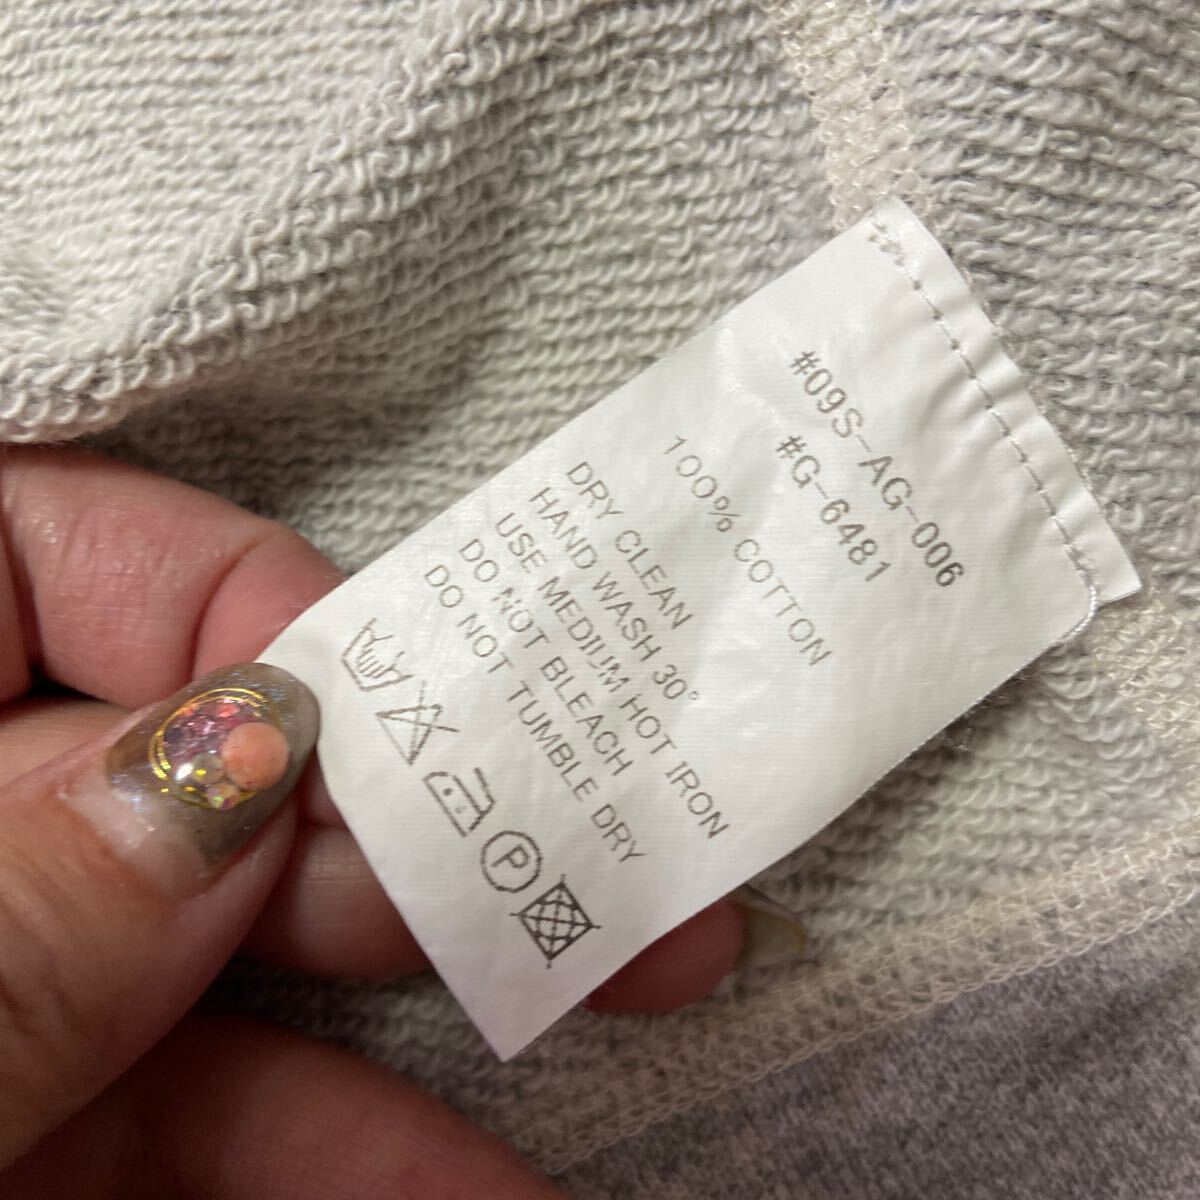 #09S-AG-006
#G-6481
100% COTTON
DRY CLEAN
HAND WASH 30°
USE MEDIUM HOT IRON
DO NOT BLEACH
DO NOT TUMBLE DRY
P